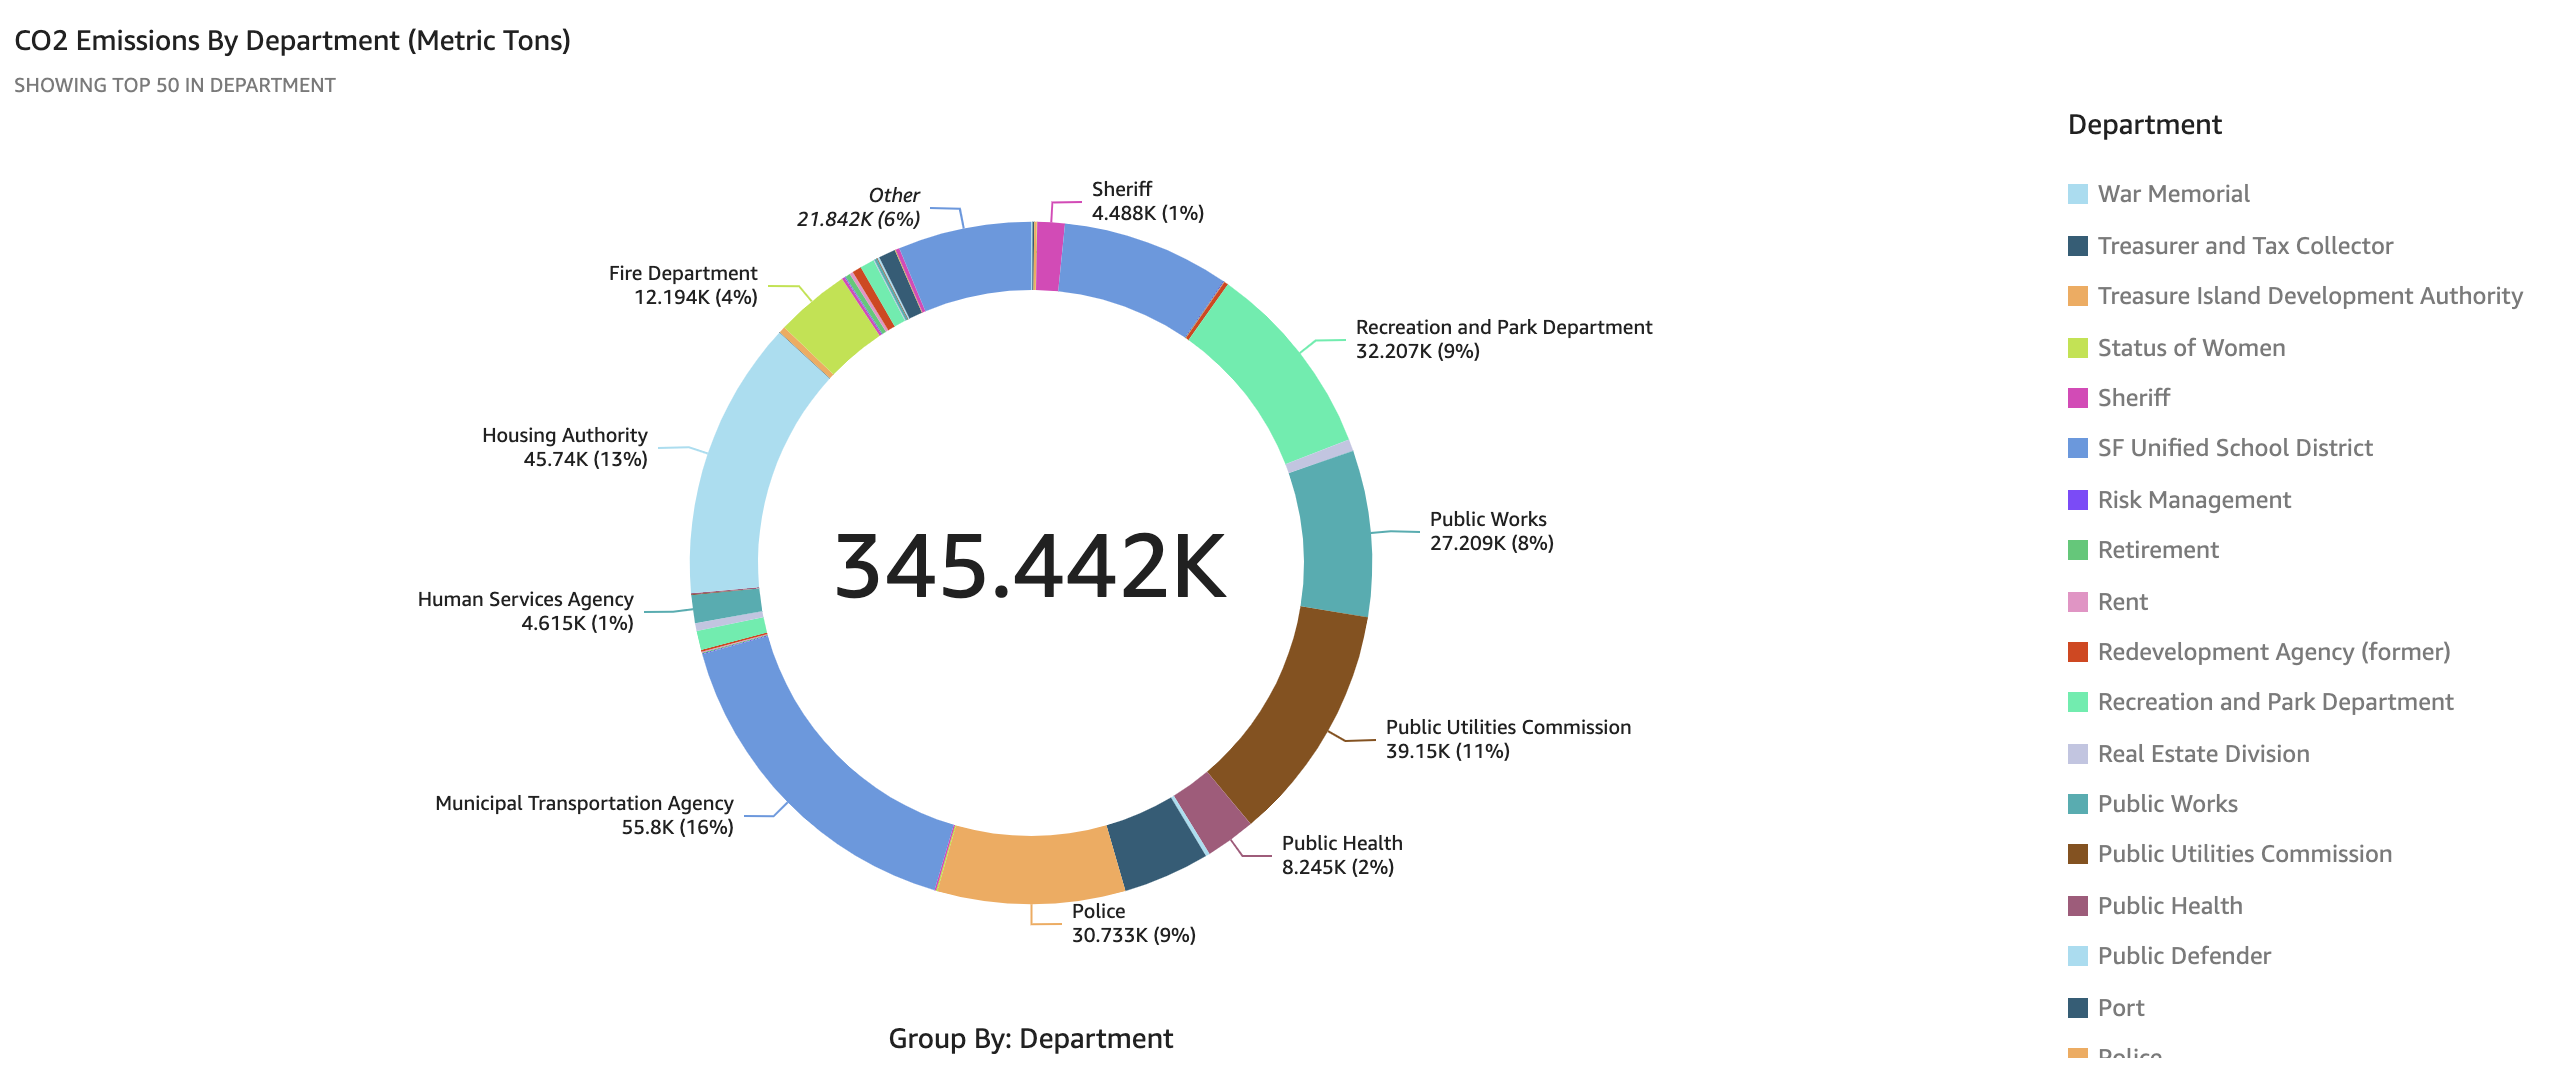 CO2 Emissions By Department (Metric Tons)
SHOWING TOP 50 IN DEPARTMENT
Other
21.842K (6%)
Sheriff
4.488K (1%)
Fire Department
12.194K (4%)
Recreation and Park Department
32.207K (9%)
Housing Authority
45.74K (13%)
Public Works
27.209K (8%)
345.442K
Human Services Agency
4.615K (1%)
Public Utilities Commission
39.15K (11%)
Municipal Transportation Agency
55.8K (16%)
Public Health
8.245K (2%)
Police
30.733K (9%)
Group By: Department
Department
War Memorial
Treasurer and Tax Collector
Treasure Island Development Authority
Status of Women
Sheriff
SF Unified School District
Risk Management
Retirement
Rent
Redevelopment Agency (former)
Recreation and Park Department
Real Estate Division
Public Works
Public Utilities Commission
Public Health
Public Defender
Port
Police